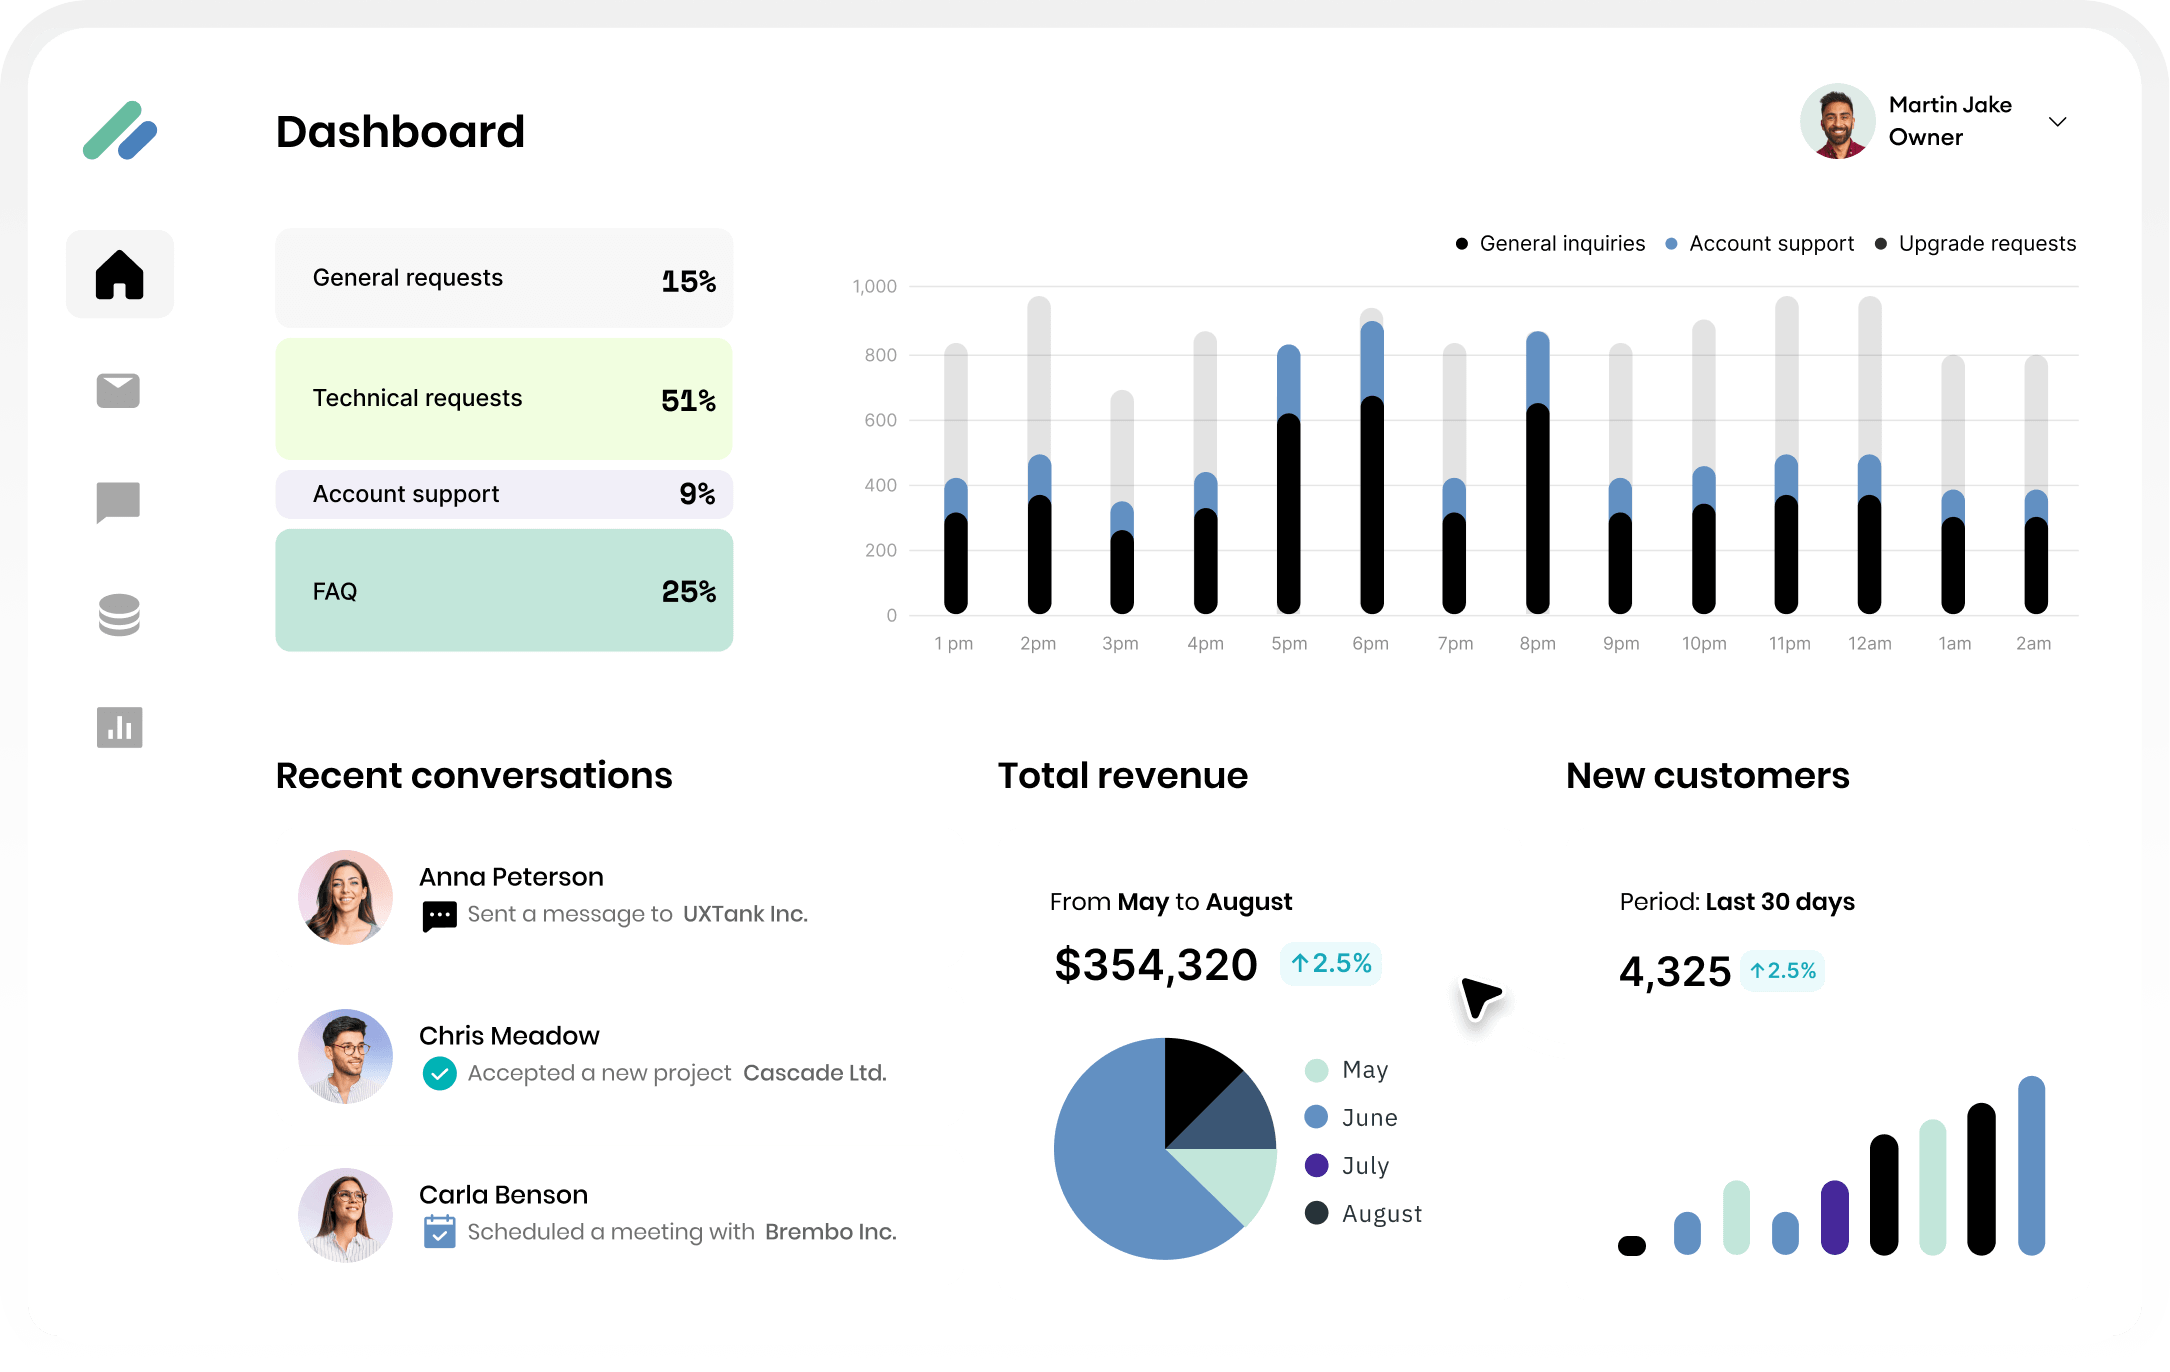 Dashboard
Martin Jake
Owner
General requests 15%
Technical requests 51%
Account support 9%
FAQ 25%
General inquiries Account support Upgrade requests
1,000
800
600
400
200
0
1 pm 2pm 3pm 4pm 5pm 6pm 7pm 8pm 9pm 10pm 11pm 12am 1am 2am
Recent conversations
Anna Peterson
Sent a message to UXTank Inc.
Chris Meadow
Accepted a new project Cascade Ltd.
Carla Benson
Scheduled a meeting with Brembo Inc.
Total revenue
From May to August
$354,320 ↑2.5%
May
June
July
August
New customers
Period: Last 30 days
4,325 ↑2.5%